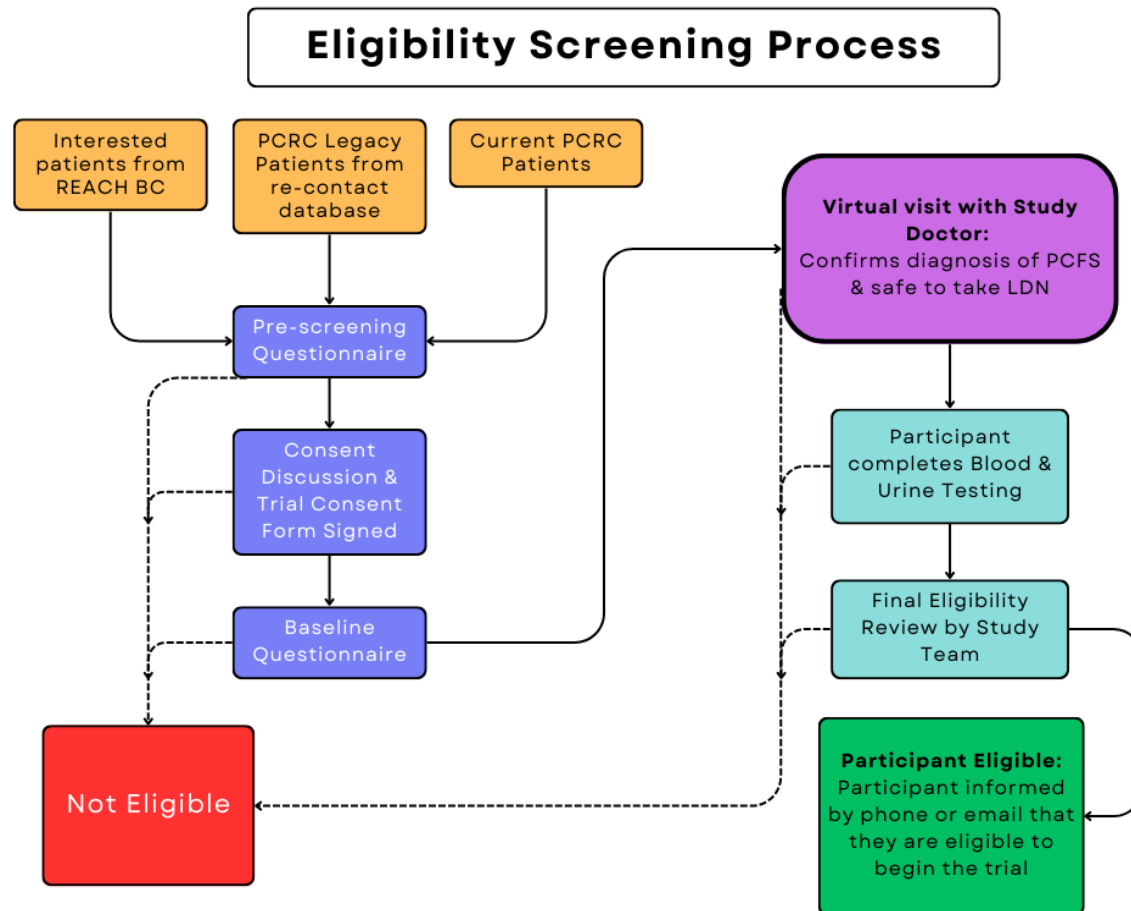 Eligibility Screening Process
Interested
patients from
REACH BC
PCRC Legacy
Patients from
re-contact
database
Current PCRC
Patients
Pre-screening
Questionnaire
Consent
Discussion &
Trial Consent
Form Signed
Baseline
Questionnaire
Not Eligible
Virtual visit with Study
Doctor:
Confirms diagnosis of PCFS
& safe to take LDN
Participant
completes Blood &
Urine Testing
Final Eligibility
Review by Study
Team
Participant Eligible:
Participant informed
by phone or email that
they are eligible to
begin the trial